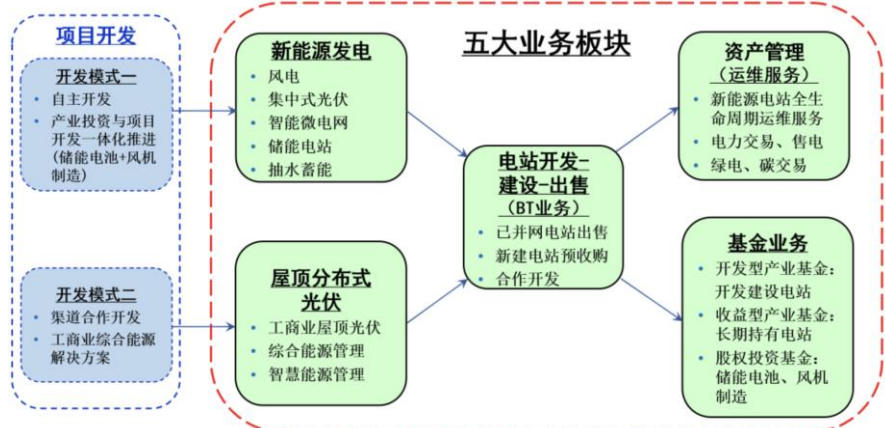 项目开发
开发模式一
自主开发
产业投资与项目
开发一体化推进
(储能电池+风机
制造)
开发模式二
渠道合作开发
工商业综合能源
解决方案
五大业务板块
新能源发电
风电
集中式光伏
智能微电网
储能电站
抽水蓄能
屋顶分布式
光伏
工商业屋顶光伏
综合能源管理
智慧能源管理
电站开发-
建设-出售
(BT业务)
已并网电站出售
新建电站预收购
合作开发
资产管理
(运维服务)
新能源电站全生
命周期运维服务
电力交易、售电
绿电、碳交易
基金业务
开发型产业基金:
开发建设电站
收益型产业基金:
长期持有电站
股权投资基金:
储能电池、风机
制造